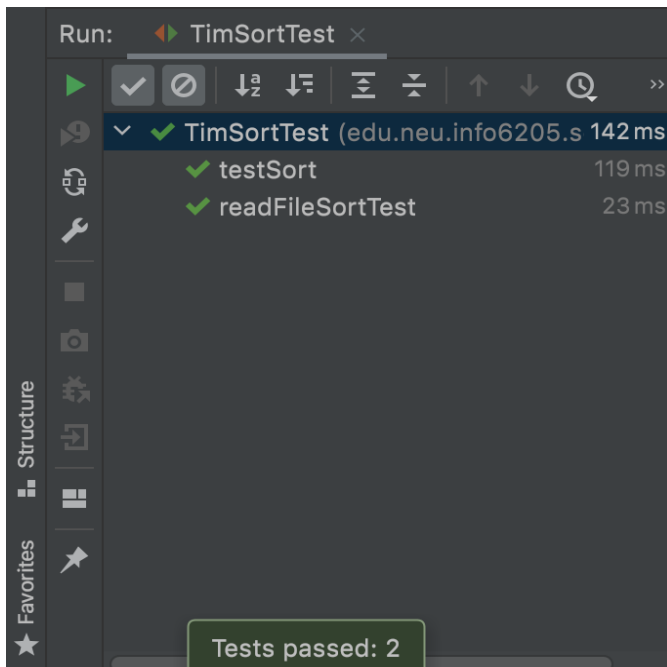 Run: TimSortTest
»
TimSortTest (edu.neu.info6205.s 142 ms
testSort 119 ms
readFileSortTest 23 ms
Structure
Favorites
Tests passed: 2